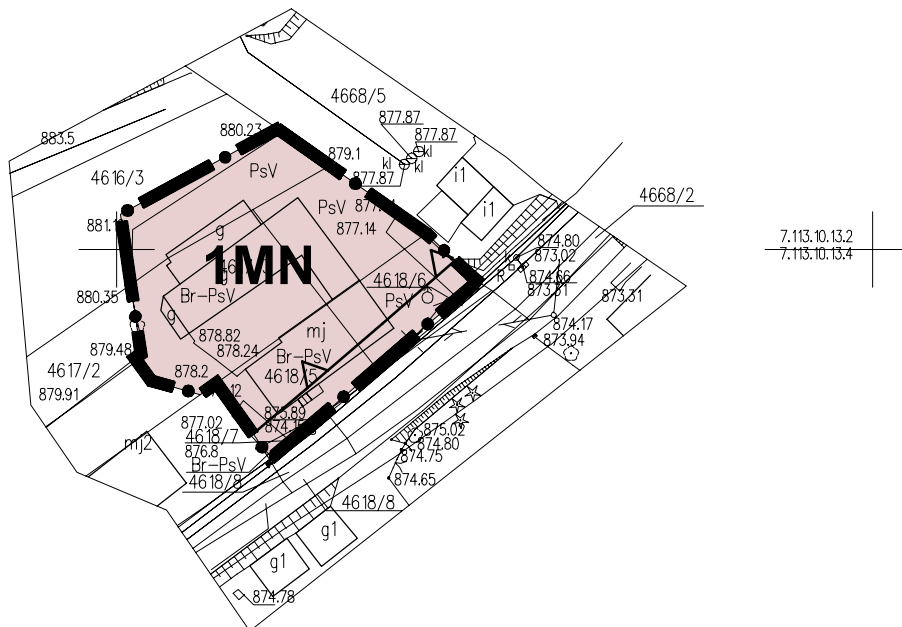 4668/5
877.87
880.23
877.87
883.5
879.1
kl
kl
kl
877.87
PsV
4616/3
i1
PsV
4668/2
i1
877.14
g
874.80
7.113.10.13.2
873.02
7.113.10.13.4
1MN
4618/6
874.66
R
873.31
880.35
Br-PsV
PsV
873.31
g
874.17
mj
878.82
873.94
879.48
878.24
Br-PsV
4617/2
878.2
4618/5
879.91
873.89
877.02
875.02
4618/7
mj2
874.80
876.8
874.75
Br-PsV
874.65
4618/8
4618/8
g1
g1
874.78